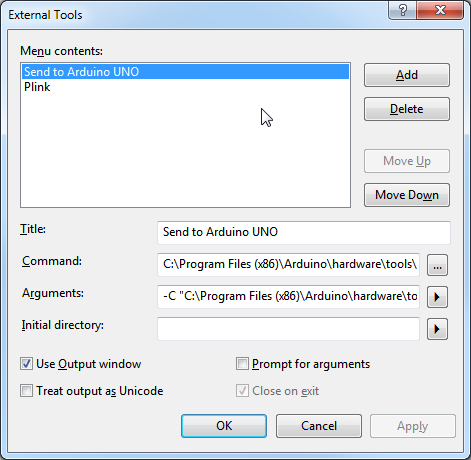 External Tools
Menu contents:
Send to Arduino UNO
Plink
Add
Delete
Move Up
Move Down
Title:
Send to Arduino UNO
Command:
C:\Program Files (x86)\Arduino\hardware\tools\
...
Arguments:
-C "C:\Program Files (x86)\Arduino\hardware\to
Initial directory:
Use Output window
Prompt for arguments
Treat output as Unicode
Close on exit
OK
Cancel
Apply